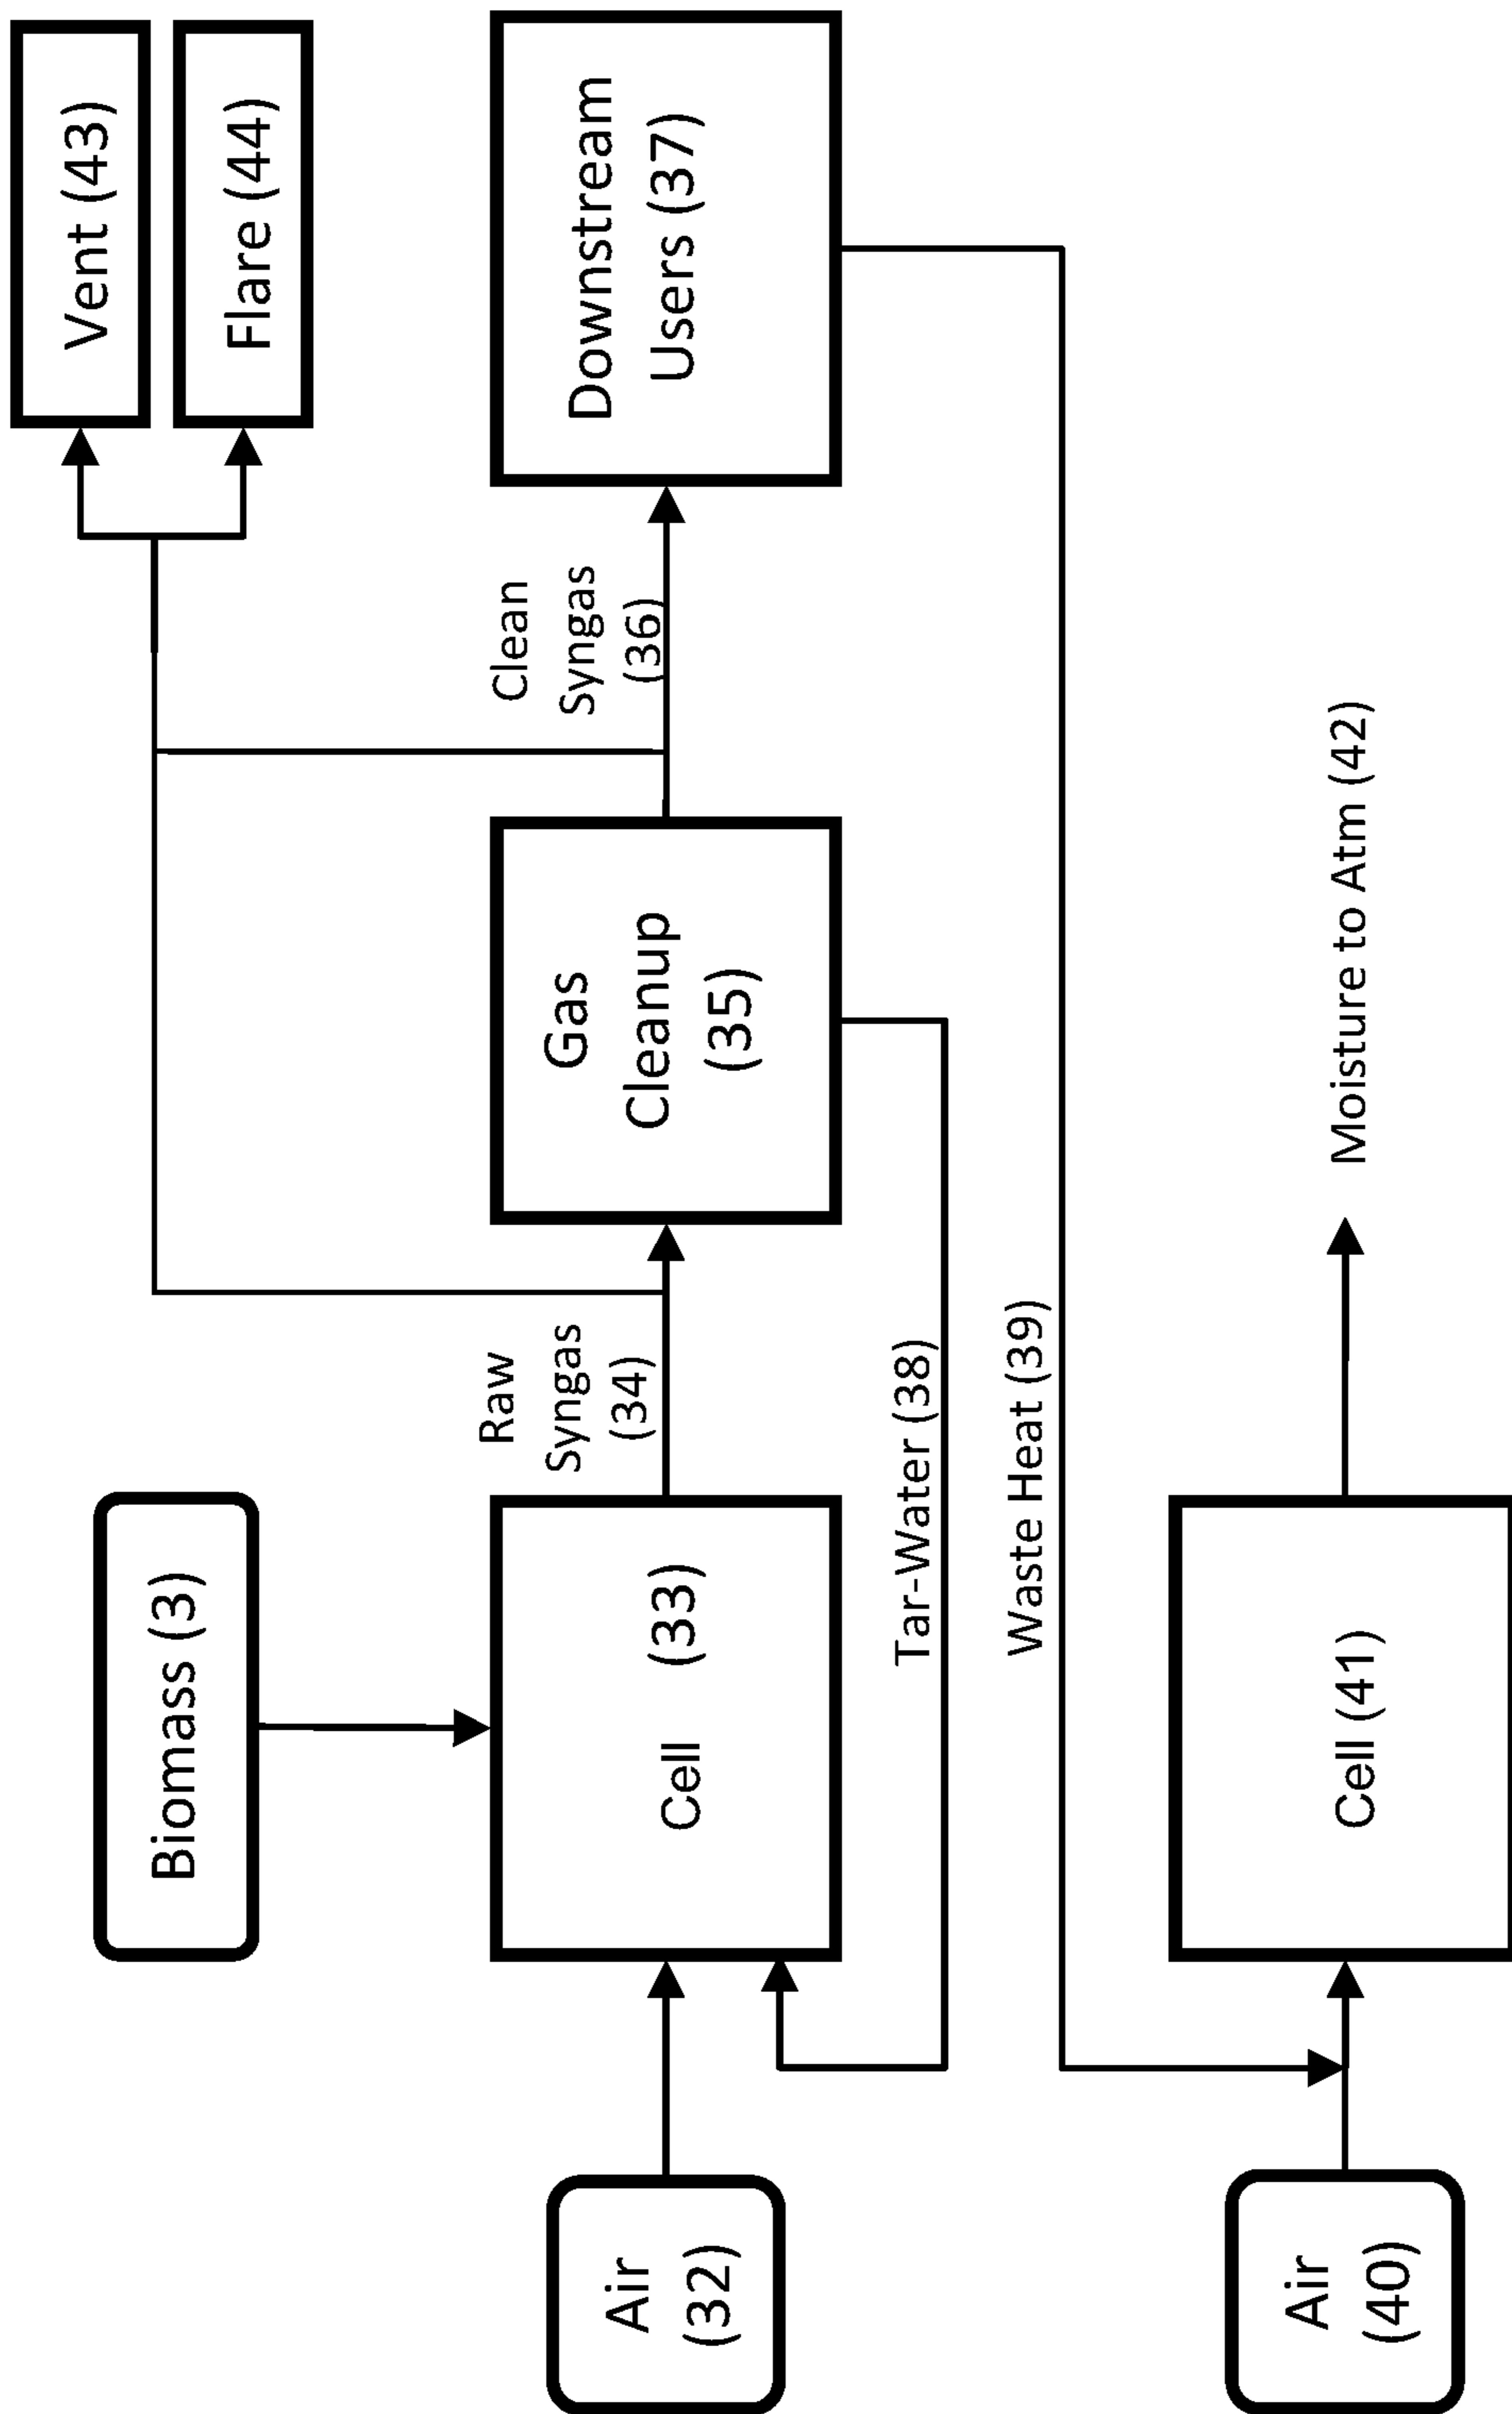 Vent (43)
Flare (44)
Biomass (3)
Raw
Syngas
(34)
Clean
Syngas
(36)
Air
(32)
Cell (33)
Gas
Cleanup
(35)
Downstream
Users (37)
Tar-Water (38)
Waste Heat (39)
Air
(40)
Cell (41)
Moisture to Atm (42)